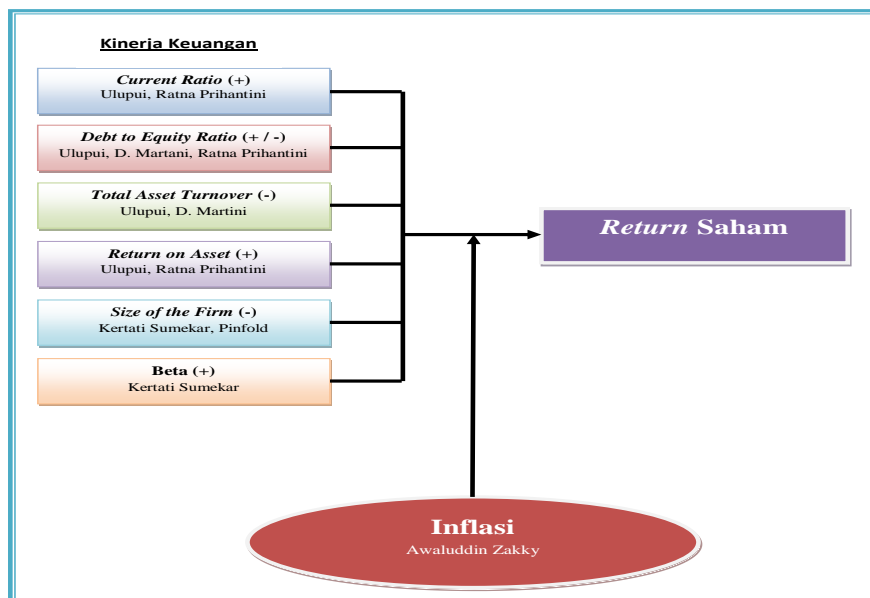 Kinerja Keuangan
Current Ratio (+)
Ulupui, Ratna Prihantini
Debt to Equity Ratio (+ / -)
Ulupui, D. Martani, Ratna Prihantini
Total Asset Turnover (-)
Ulupui, D. Martini
Return on Asset (+)
Ulupui, Ratna Prihantini
Size of the Firm (-)
Kertati Sumekar, Pinfold
Beta (+)
Kertati Sumekar
Return Saham
Inflasi
Awaluddin Zakky